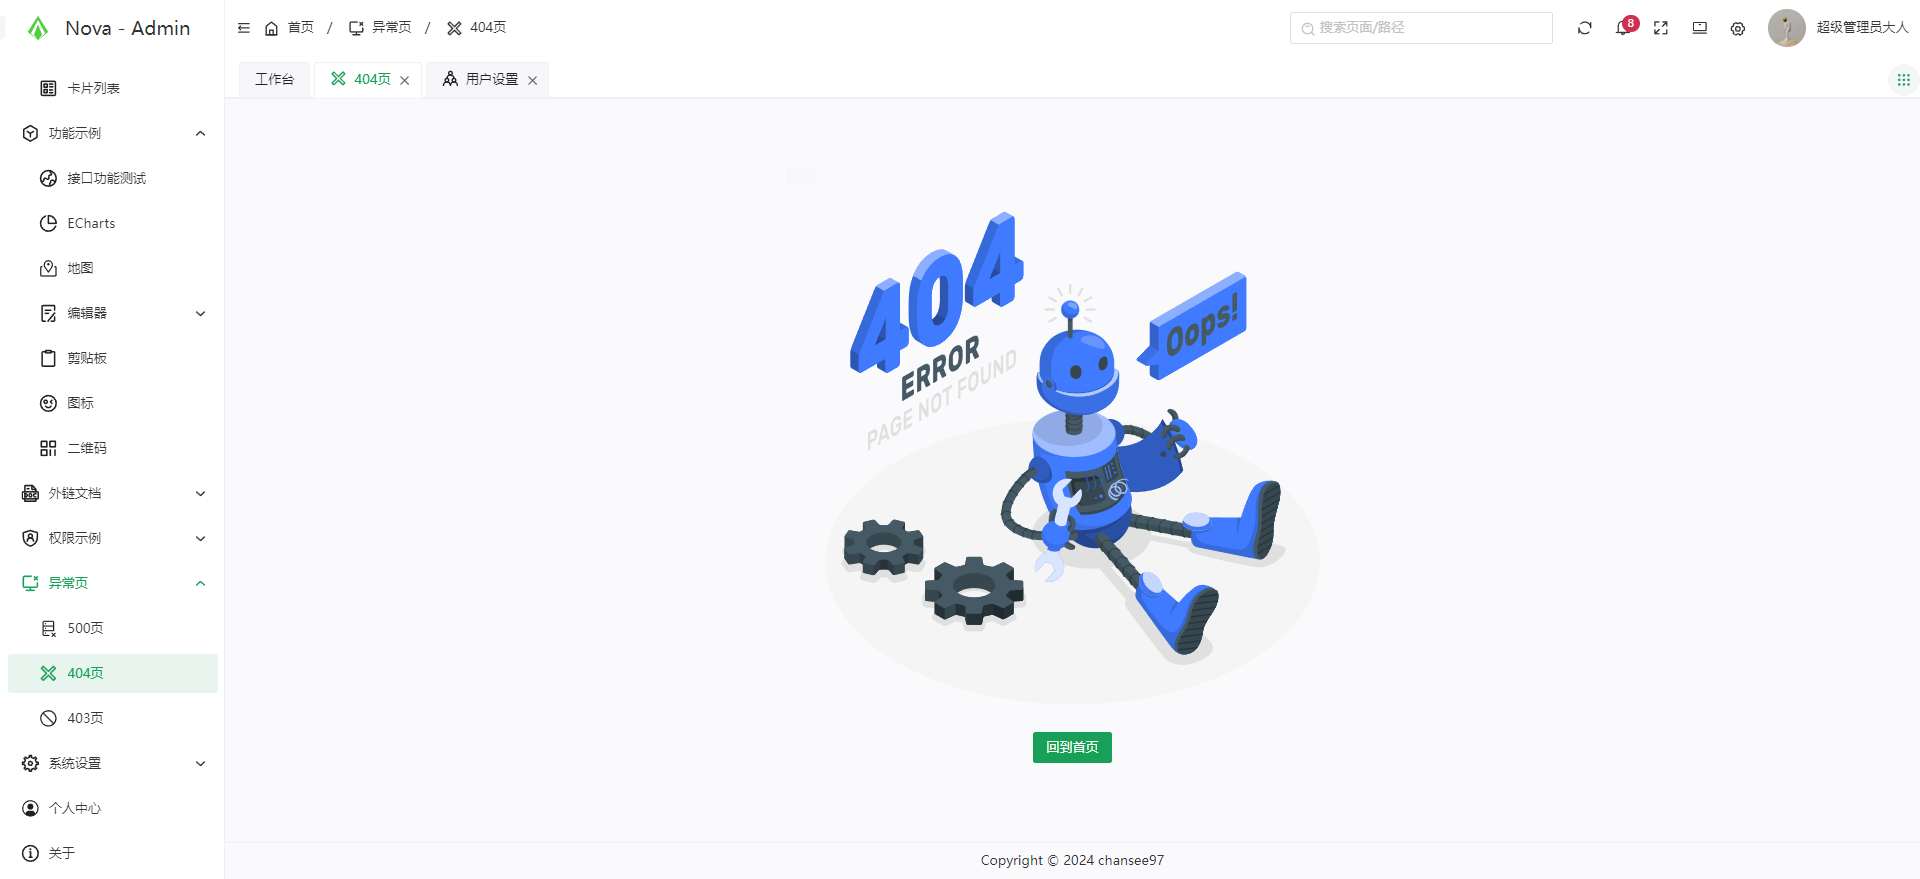 Nova - Admin
首页 / 异常页 / 404页
搜索页面/路径
8
超级管理员大人
工作台
404页
用户设置
卡片列表
功能示例
接口功能测试
ECharts
地图
编辑器
剪贴板
图标
二维码
外链文档
权限示例
异常页
500页
404页
403页
系统设置
个人中心
关于
404
ERROR
PAGE NOT FOUND
Oops!
回到首页
Copyright © 2024 chansee97